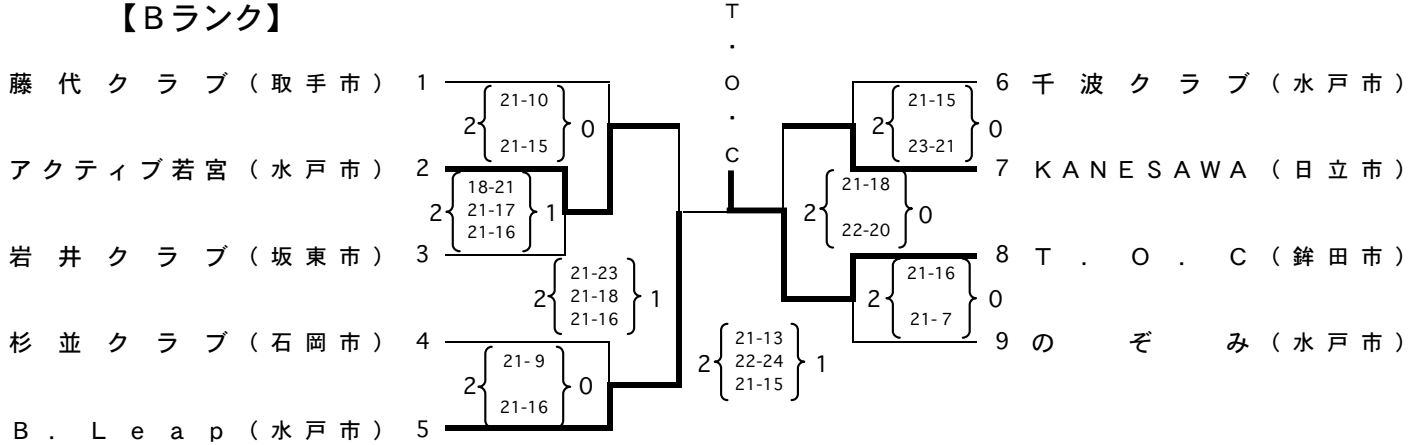 【Bランク】
T.O.C
藤代クラブ(取手市) 1
21-10
2 0
21-15
アクティブ若宮(水戸市) 2
18-21
2 21-17 1
21-16
岩井クラブ(坂東市) 3
21-23
2 21-18 1
21-16
杉並クラブ(石岡市) 4
21-9
2 0
21-16
B.Leap(水戸市) 5
21-13
2 22-24 1
21-15
6 千波クラブ(水戸市)
21-15
2 0
23-21
7 KANESAWA(日立市)
21-18
2 0
22-20
8 T.O.C(鉾田市)
21-16
2 0
21-7
9 のぞみ(水戸市)